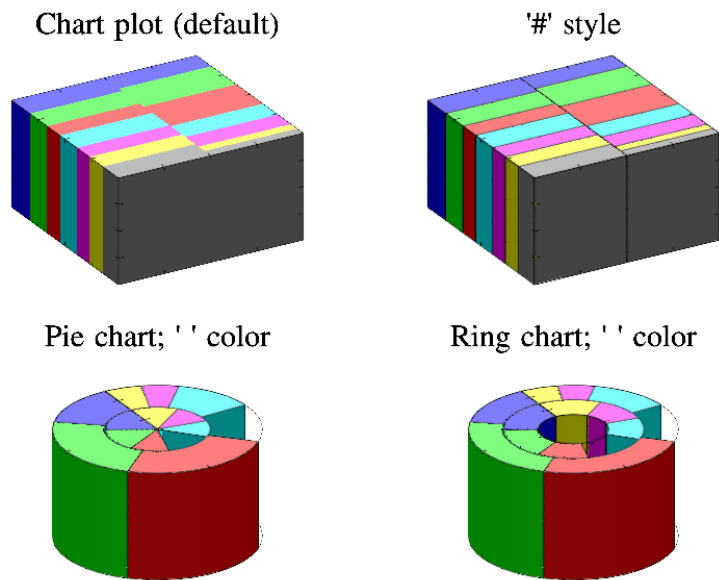 Chart plot (default)
'#' style
Pie chart; ' ' color
Ring chart; ' ' color